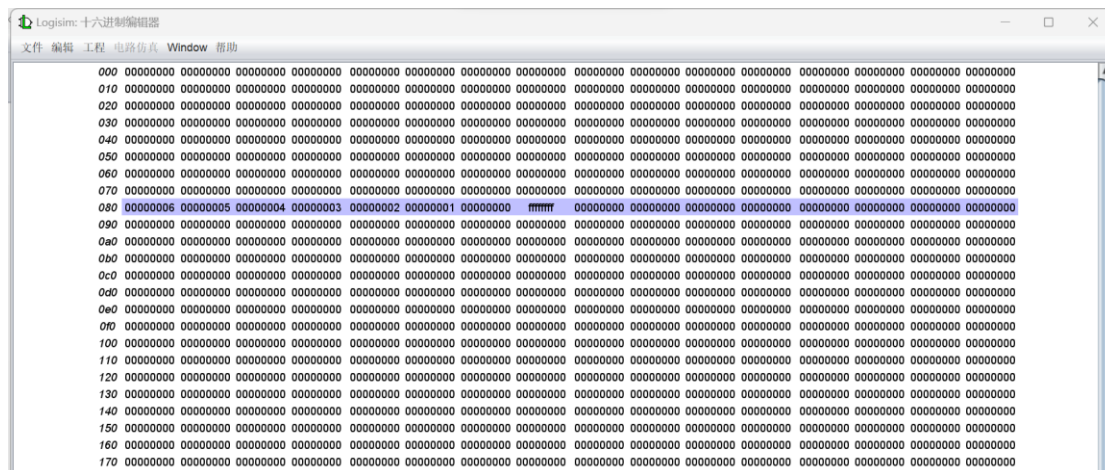 Logisim: 十六进制编辑器
文件 编辑 工程 电路仿真 Window 帮助
000 00000000 00000000 00000000 00000000 00000000 00000000 00000000 00000000 00000000 00000000 00000000 00000000 00000000 00000000 00000000 00000000
010 00000000 00000000 00000000 00000000 00000000 00000000 00000000 00000000 00000000 00000000 00000000 00000000 00000000 00000000 00000000 00000000
020 00000000 00000000 00000000 00000000 00000000 00000000 00000000 00000000 00000000 00000000 00000000 00000000 00000000 00000000 00000000 00000000
030 00000000 00000000 00000000 00000000 00000000 00000000 00000000 00000000 00000000 00000000 00000000 00000000 00000000 00000000 00000000 00000000
040 00000000 00000000 00000000 00000000 00000000 00000000 00000000 00000000 00000000 00000000 00000000 00000000 00000000 00000000 00000000 00000000
050 00000000 00000000 00000000 00000000 00000000 00000000 00000000 00000000 00000000 00000000 00000000 00000000 00000000 00000000 00000000 00000000
060 00000000 00000000 00000000 00000000 00000000 00000000 00000000 00000000 00000000 00000000 00000000 00000000 00000000 00000000 00000000 00000000
070 00000000 00000000 00000000 00000000 00000000 00000000 00000000 00000000 00000000 00000000 00000000 00000000 00000000 00000000 00000000 00000000
080 00000006 00000005 00000004 00000003 00000002 00000001 00000000 ffffffff 00000000 00000000 00000000 00000000 00000000 00000000 00000000 00000000
090 00000000 00000000 00000000 00000000 00000000 00000000 00000000 00000000 00000000 00000000 00000000 00000000 00000000 00000000 00000000 00000000
0a0 00000000 00000000 00000000 00000000 00000000 00000000 00000000 00000000 00000000 00000000 00000000 00000000 00000000 00000000 00000000 00000000
0b0 00000000 00000000 00000000 00000000 00000000 00000000 00000000 00000000 00000000 00000000 00000000 00000000 00000000 00000000 00000000 00000000
0c0 00000000 00000000 00000000 00000000 00000000 00000000 00000000 00000000 00000000 00000000 00000000 00000000 00000000 00000000 00000000 00000000
0d0 00000000 00000000 00000000 00000000 00000000 00000000 00000000 00000000 00000000 00000000 00000000 00000000 00000000 00000000 00000000 00000000
0e0 00000000 00000000 00000000 00000000 00000000 00000000 00000000 00000000 00000000 00000000 00000000 00000000 00000000 00000000 00000000 00000000
0f0 00000000 00000000 00000000 00000000 00000000 00000000 00000000 00000000 00000000 00000000 00000000 00000000 00000000 00000000 00000000 00000000
100 00000000 00000000 00000000 00000000 00000000 00000000 00000000 00000000 00000000 00000000 00000000 00000000 00000000 00000000 00000000 00000000
110 00000000 00000000 00000000 00000000 00000000 00000000 00000000 00000000 00000000 00000000 00000000 00000000 00000000 00000000 00000000 00000000
120 00000000 00000000 00000000 00000000 00000000 00000000 00000000 00000000 00000000 00000000 00000000 00000000 00000000 00000000 00000000 00000000
130 00000000 00000000 00000000 00000000 00000000 00000000 00000000 00000000 00000000 00000000 00000000 00000000 00000000 00000000 00000000 00000000
140 00000000 00000000 00000000 00000000 00000000 00000000 00000000 00000000 00000000 00000000 00000000 00000000 00000000 00000000 00000000 00000000
150 00000000 00000000 00000000 00000000 00000000 00000000 00000000 00000000 00000000 00000000 00000000 00000000 00000000 00000000 00000000 00000000
160 00000000 00000000 00000000 00000000 00000000 00000000 00000000 00000000 00000000 00000000 00000000 00000000 00000000 00000000 00000000 00000000
170 00000000 00000000 00000000 00000000 00000000 00000000 00000000 00000000 00000000 00000000 00000000 00000000 00000000 00000000 00000000 00000000